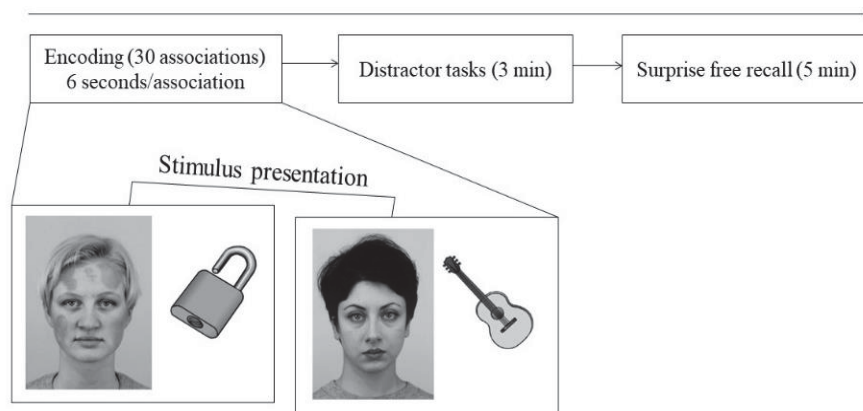 Encoding (30 associations)
6 seconds/association
Distractor tasks (3 min)
Surprise free recall (5 min)
Stimulus presentation